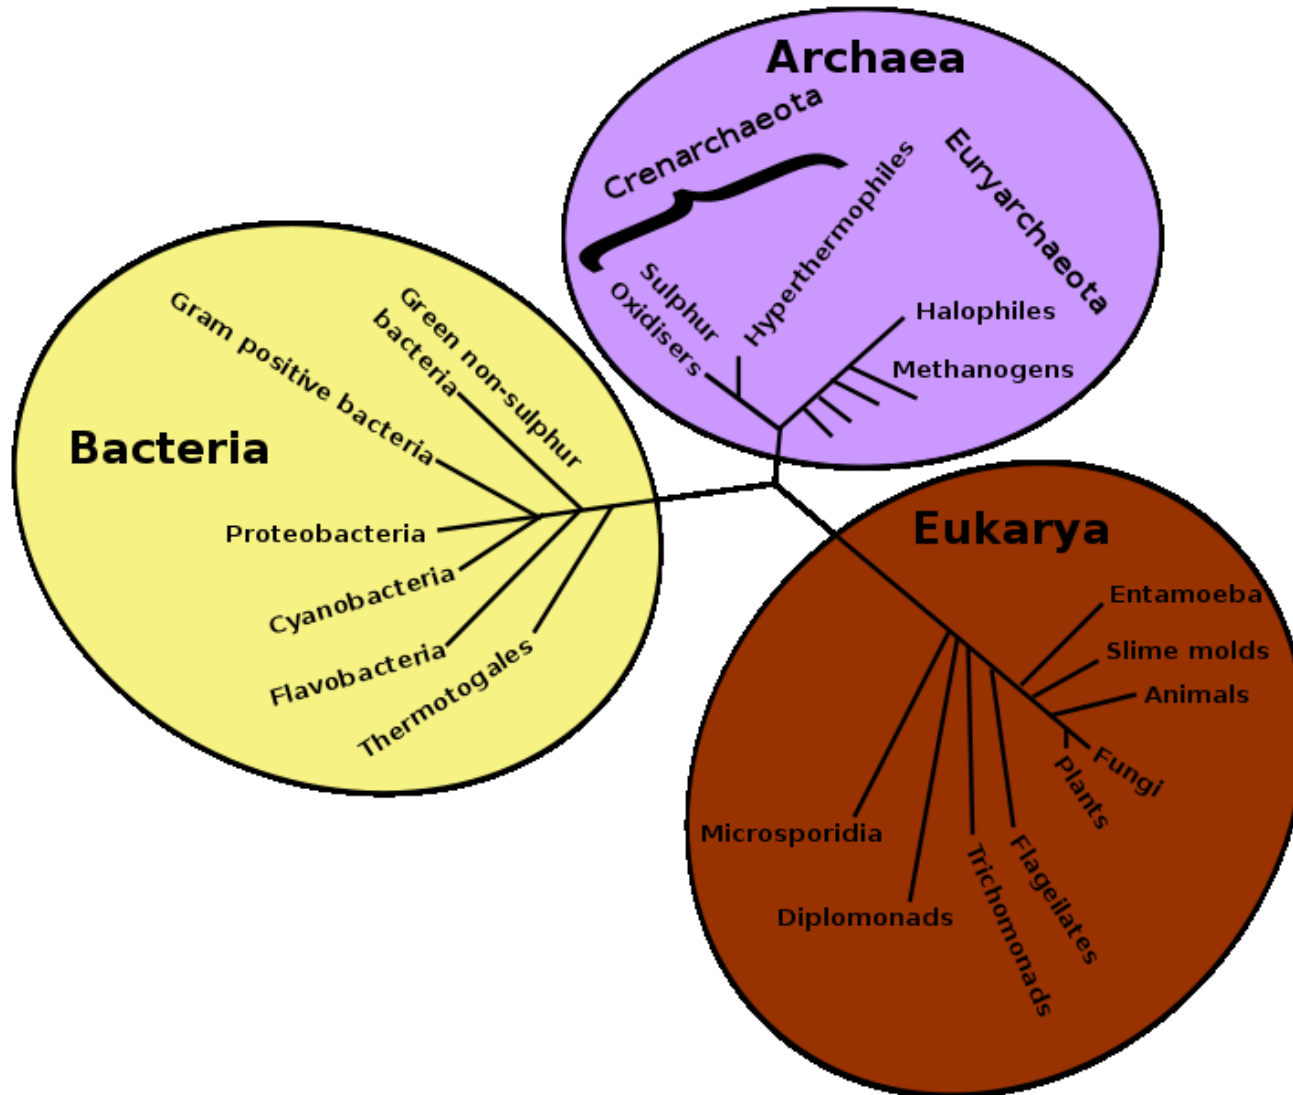 Archaea
Crenarchaeota
Euryarchaeota
Sulphur
Oxidisers
Hyperthermophiles
Halophiles
Methanogens
Bacteria
Gram positive bacteria
Green non-sulphur
bacteria
Proteobacteria
Cyanobacteria
Flavobacteria
Thermotogales
Eukarya
Entamoeba
Slime molds
Animals
Fungi
Plants
Flageilates
Trichomonads
Microsporidia
Diplomonads